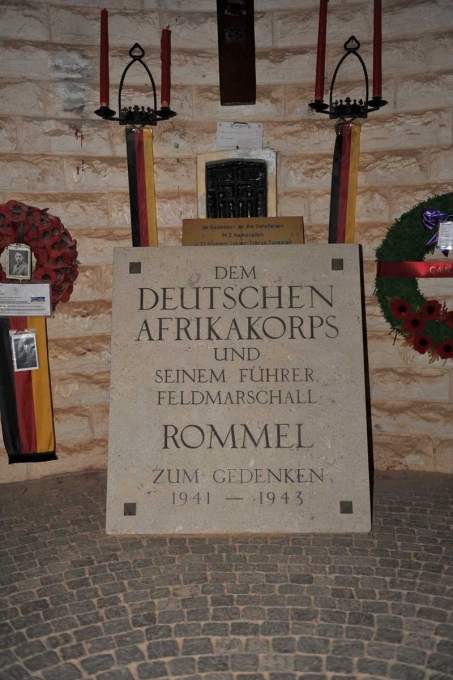 DEM
DEUTSCHEN
AFRIKAKORPS
UND
SEINEM FÜHRER
FELDMARSCHALL
ROMMEL
ZUM GEDENKEN
1941 — 1943